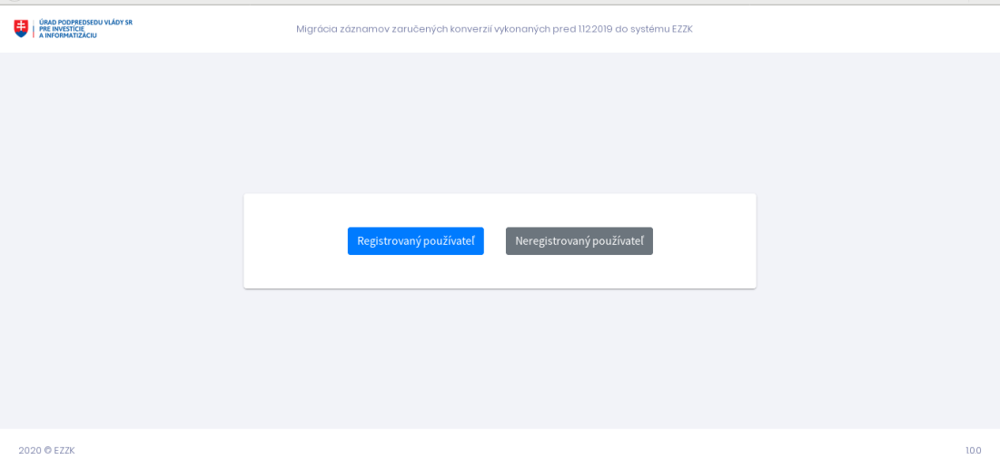 ÚRAD PODPREDSEDU VLÁDY SR
PRE INVESTÍCIE
A INFORMATIZÁCIU
Migrácia záznamov zaručených konverzií vykonaných pred 1.12.2019 do systému EZZK
Registrovaný používateľ
Neregistrovaný používateľ
2020 © EZZK
1.0.0